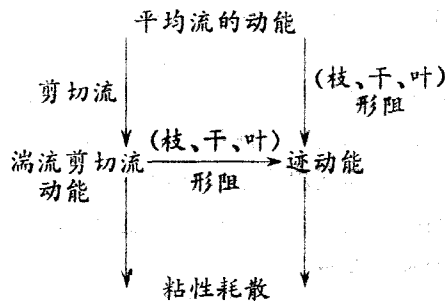 平均流的动能
剪切流
(枝、干、叶)
形阻
湍流剪切流
动能
(枝、干、叶)
形阻
迹动能
粘性耗散